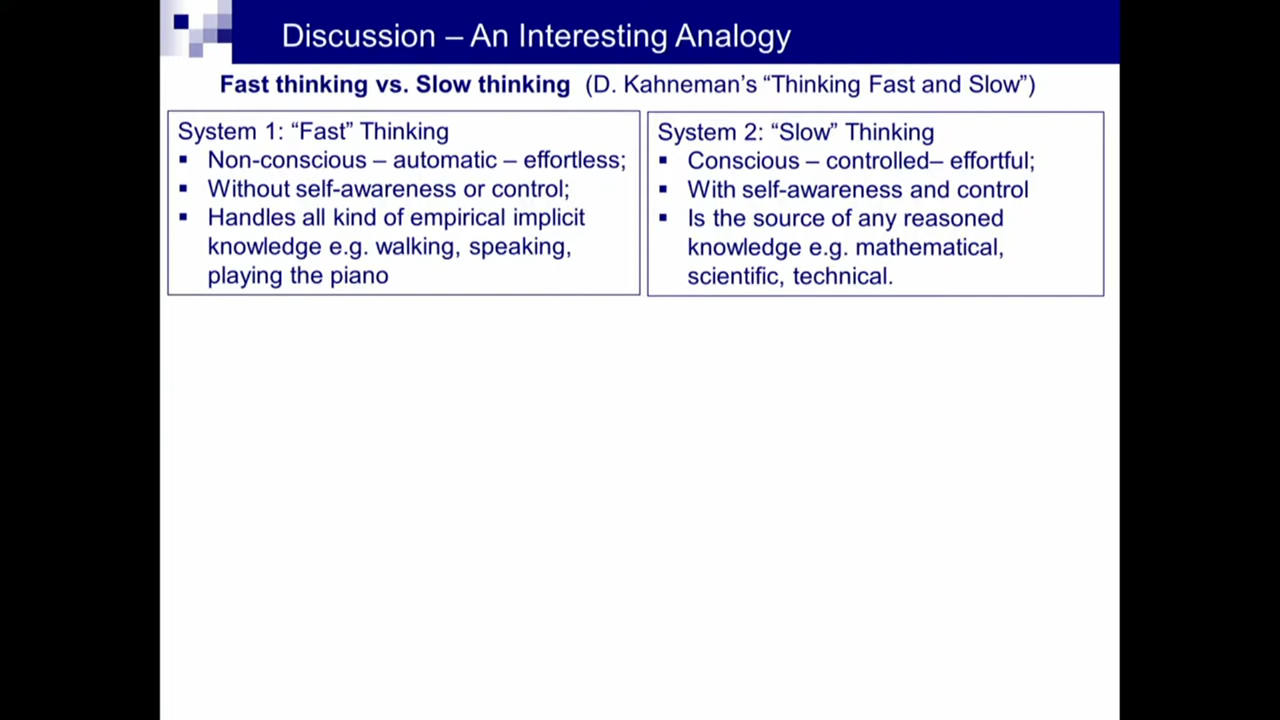 Discussion – An Interesting Analogy
Fast thinking vs. Slow thinking (D. Kahneman's “Thinking Fast and Slow”)
System 1: “Fast” Thinking
▪ Non-conscious – automatic – effortless;
▪ Without self-awareness or control;
▪ Handles all kind of empirical implicit
knowledge e.g. walking, speaking,
playing the piano
System 2: “Slow” Thinking
▪ Conscious – controlled– effortful;
▪ With self-awareness and control
▪ Is the source of any reasoned
knowledge e.g. mathematical,
scientific, technical.